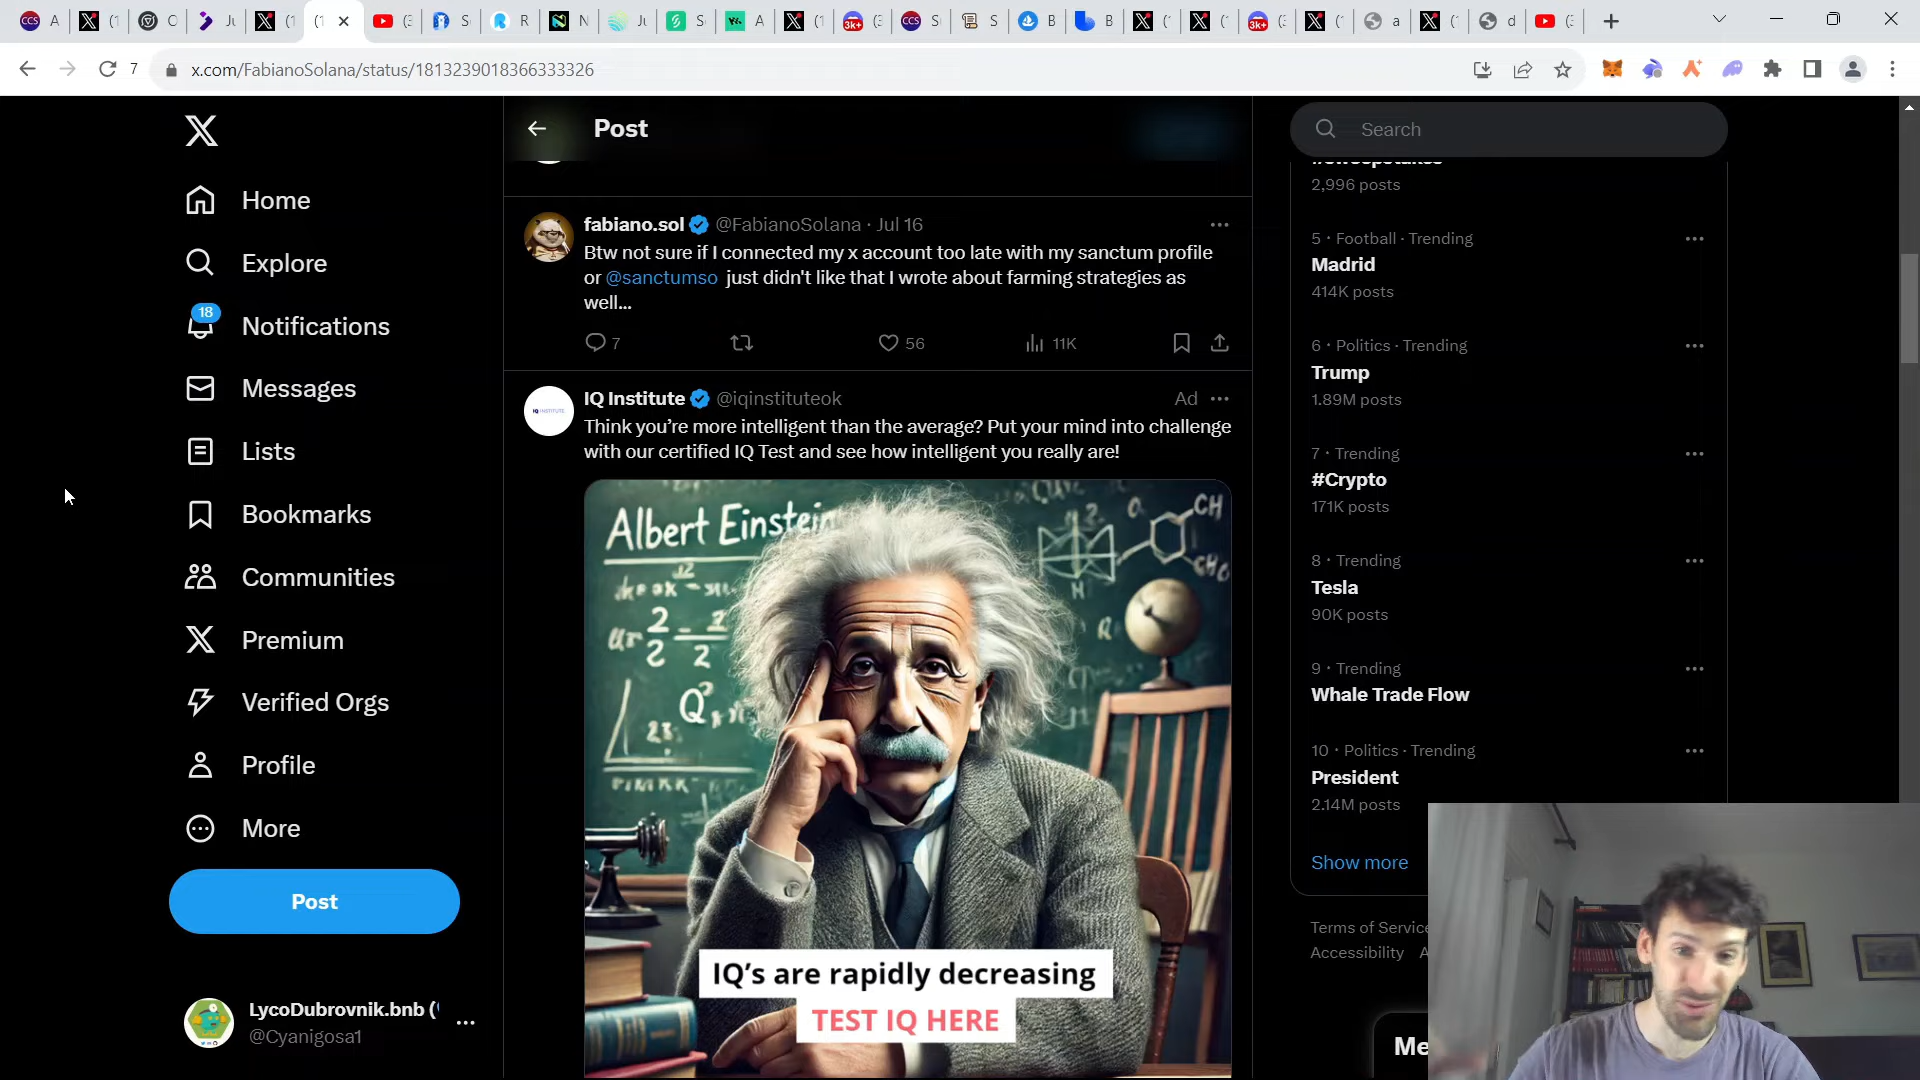 7
x.com/FabianoSolana/status/1813239018366333326
Post
Search
2,996 posts
Home
Explore
18
Notifications
Messages
Lists
Bookmarks
Communities
Premium
Verified Orgs
Profile
More
Post
LycoDubrovnik.bnb (
@Cyanigosa1
fabiano.sol @FabianoSolana · Jul 16
Btw not sure if I connected my x account too late with my sanctum profile
or @sanctumso just didn't like that I wrote about farming strategies as
well...
7
56
11K
IQ Institute @iqinstituteok
Ad
Think you're more intelligent than the average? Put your mind into challenge
with our certified IQ Test and see how intelligent you really are!
Albert Einstein
IQ's are rapidly decreasing
TEST IQ HERE
5 · Football · Trending
Madrid
414K posts
6 · Politics · Trending
Trump
1.89M posts
7 · Trending
#Crypto
171K posts
8 · Trending
Tesla
90K posts
9 · Trending
Whale Trade Flow
10 · Politics · Trending
President
2.14M posts
Show more
Terms of Service
Accessibility A
Me